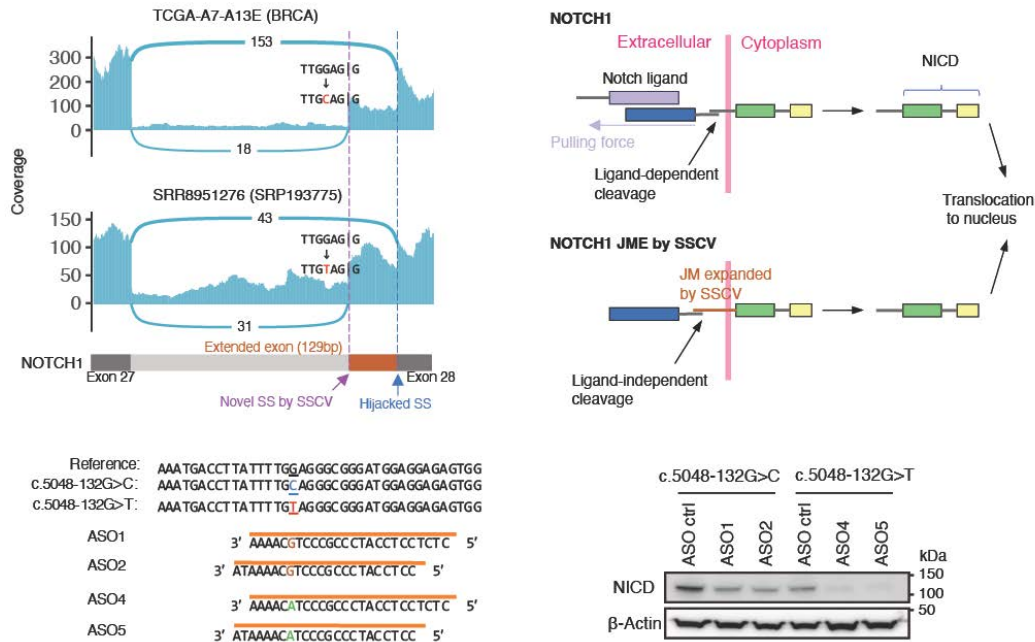 TCGA-A7-A13E (BRCA)
153
300
200
100
0
TTGGAG|G
↓
TTGCAG|G
18
Coverage
SRR8951276 (SRP193775)
43
150
100
50
0
TTGGAG|G
↓
TTGTAG|G
31
Extended exon (129bp)
NOTCH1
Exon 27
Exon 28
Novel SS by SSCV
Hijacked SS
NOTCH1
Extracellular
Cytoplasm
Notch ligand
NICD
Pulling force
Ligand-dependent
cleavage
Translocation
to nucleus
NOTCH1 JME by SSCV
JM expanded
by SSCV
Ligand-independent
cleavage
Reference: AAATGACCTTATTTTGGAGGGCGGGATGGAGGAGAGTGG
c.5048-132G>C: AAATGACCTTATTTTGCAGGGCGGGATGGAGGAGAGTGG
c.5048-132G>T: AAATGACCTTATTTTGTAGGGCGGGATGGAGGAGAGTGG
ASO1 3′ AAAACGTCCCGCCCTACCTCCTCTC 5′
ASO2 3′ ATAAAACGTCCCGCCCTACCTCC 5′
ASO4 3′ AAAACATCCCGCCCTACCTCCTCTC 5′
ASO5 3′ ATAAAACATCCCGCCCTACCTCC 5′
c.5048-132G>C c.5048-132G>T
ASO ctrl
ASO1
ASO2
ASO ctrl
ASO4
ASO5
kDa
NICD
150
100
50
β-Actin